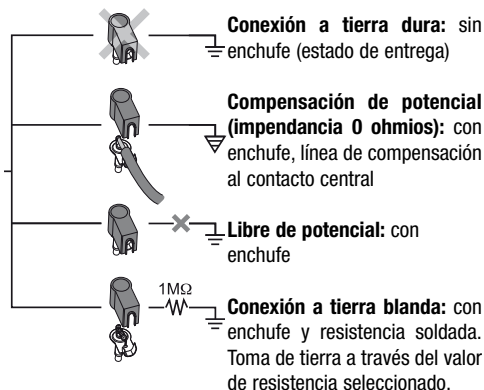 Conexión a tierra dura: sin
enchufe (estado de entrega)
Compensación de potencial
(impendancia 0 ohmios): con
enchufe, línea de compensación
al contacto central
Libre de potencial: con
enchufe
1MΩ
Conexión a tierra blanda: con
enchufe y resistencia soldada.
Toma de tierra a través del valor
de resistencia seleccionado.